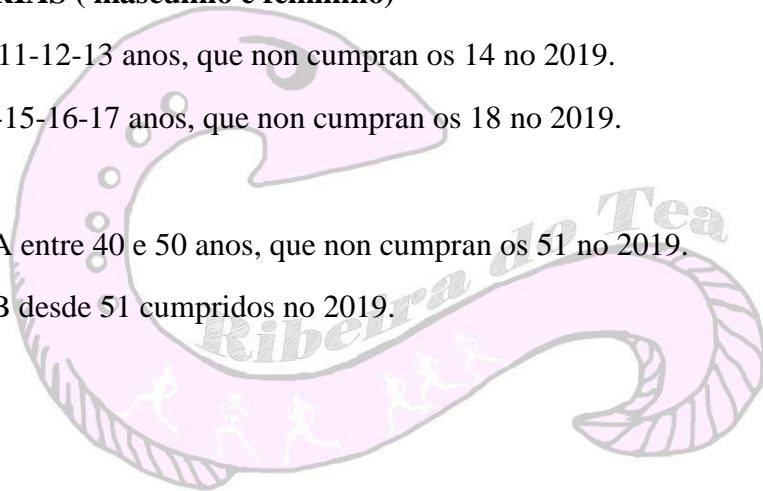 RIAS ( masculino e feminino)
11-12-13 anos, que non cumpran os 14 no 2019.
-15-16-17 anos, que non cumpran os 18 no 2019.
A entre 40 e 50 anos, que non cumpran os 51 no 2019.
B desde 51 cumpridos no 2019.
Ribeira do Tea